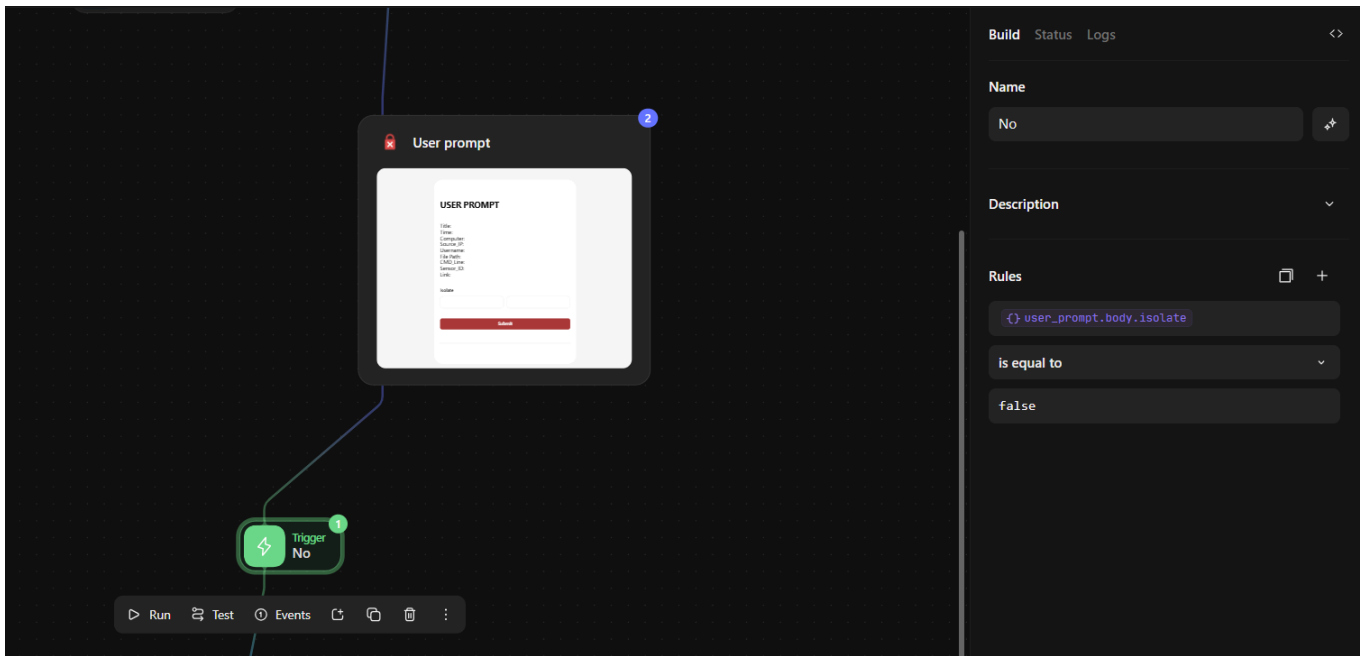 Build Status Logs
Name
No
Description
Rules
{} user_prompt.body.isolate
is equal to
false
2
User prompt
USER PROMPT
Title:
Time:
Computer:
Source_IP:
Username:
File Path:
CMD_Line:
Sensor_ID:
Link:
Isolate
Submit
1
Trigger
No
Run Test Events